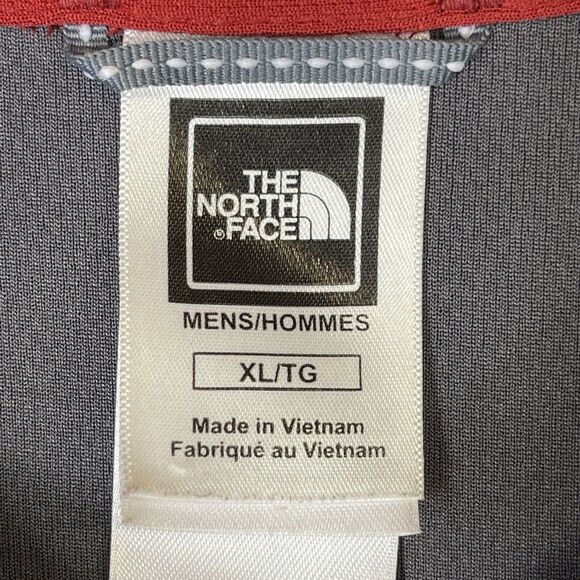 THE
NORTH
®FACE
MENS/HOMMES
XL/TG
Made in Vietnam
Fabriqué au Vietnam